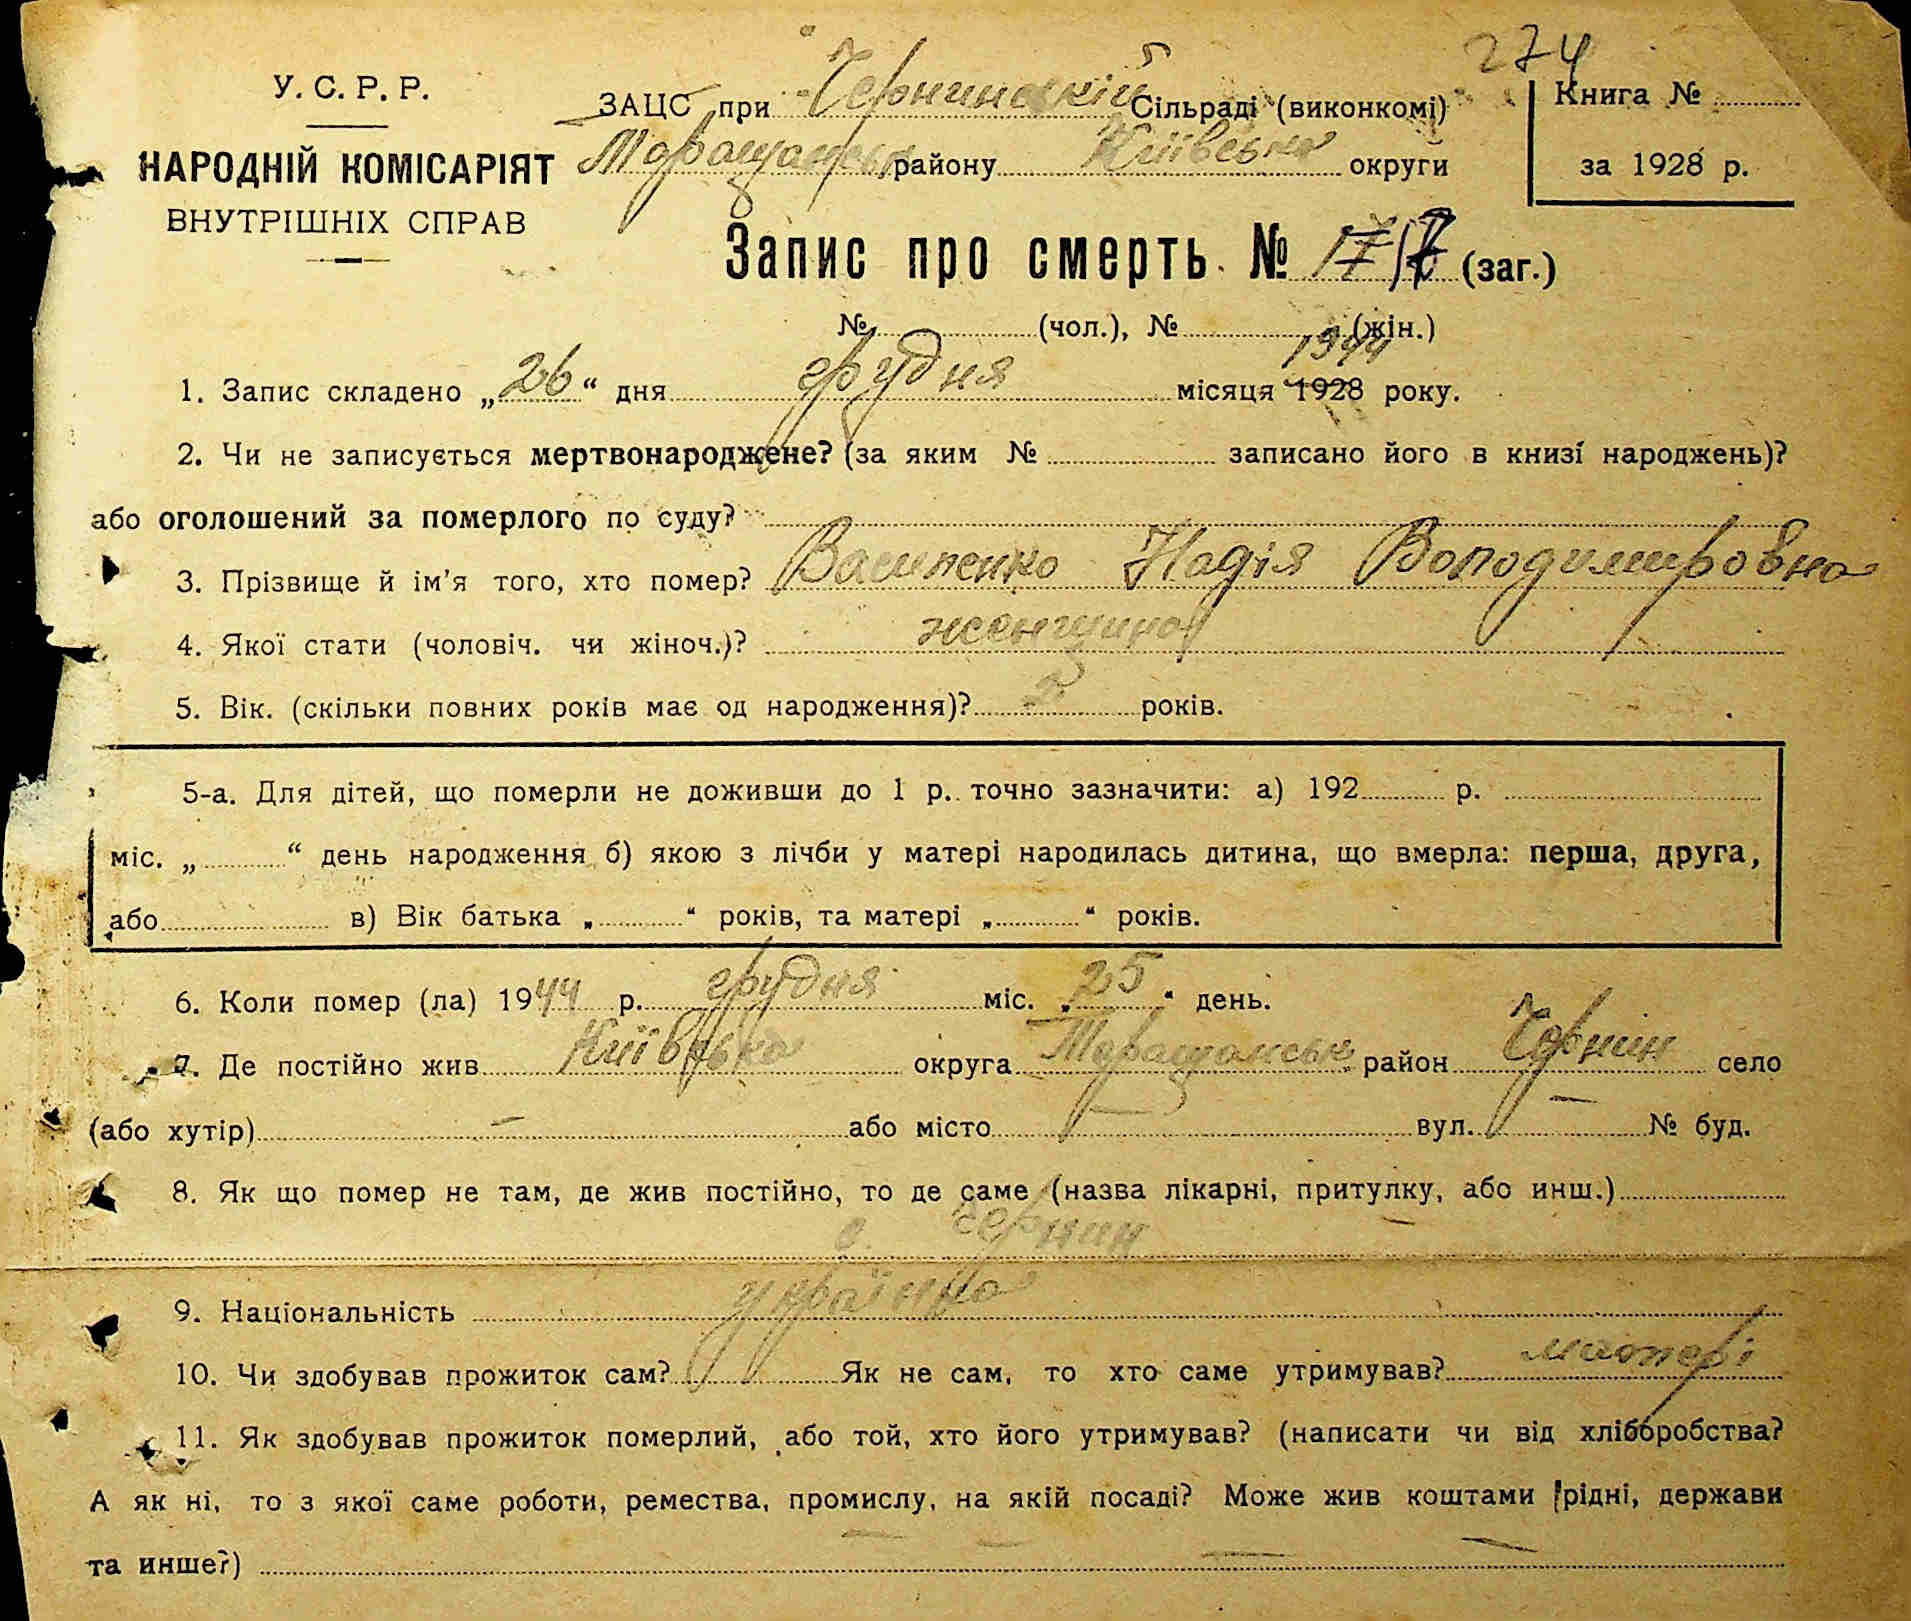 274
У. С. Р. Р.
НАРОДНІЙ КОМІСАРІЯТ
ВНУТРІШНІХ СПРАВ
ЗАЦС при Чернинській Сільраді (виконкомі)
Таращанськ району Київська округи
Книга №
за 1928 р.
Запис про смерть № 17 (заг.)
№ (чол.), № (жін.)
1944
1. Запис складено „26“ дня грудня місяця 1928 року.
2. Чи не записується мертвонароджене? (за яким № записано його в книзі народжень)?
або оголошений за померлого по суду?
3. Прізвище й ім'я того, хто помер? Василенко Надія Володимировна
4. Якої стати (чоловіч. чи жіноч.)? женщина
5. Вік. (скільки повних років має од народження)? років.
5-а. Для дітей, що померли не доживши до 1 р. точно зазначити: а) 192 р.
міс. „ “ день народження б) якою з лічби у матері народилась дитина, що вмерла: перша, друга,
або в) Вік батька „ “ років, та матері „ “ років.
6. Коли помер (ла) 1944 р. грудня міс. „25“ день.
7. Де постійно жив Київська округа Таращанськ район Чернин село
(або хутір) — або місто — вул. — № буд.
8. Як що помер не там, де жив постійно, то де саме (назва лікарні, притулку, або инш.)
с. Чернин
9. Національність українка
10. Чи здобував прожиток сам? Як не сам, то хто саме утримував? матері
11. Як здобував прожиток померлий, або той, хто його утримував? (написати чи від хліборобства?
А як ні, то з якої саме роботи, ремества, промислу, на якій посаді? Може жив коштами рідні, держави
та инше?)